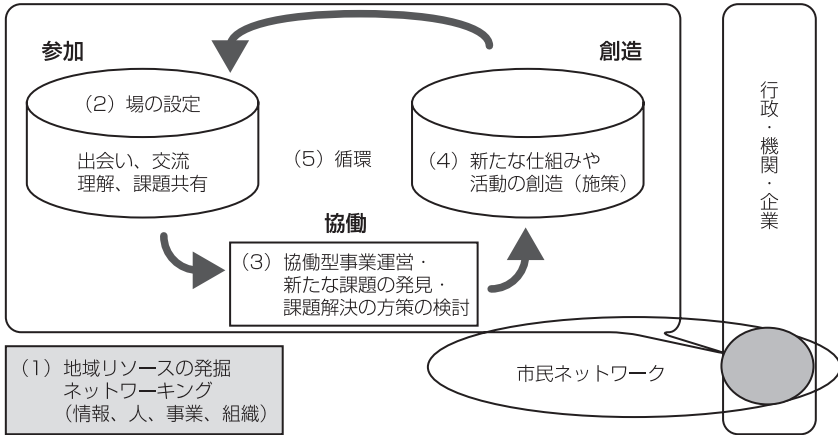 参加
創造
(2) 場の設定
出会い、交流
理解、課題共有
(5) 循環
(4) 新たな仕組みや
活動の創造(施策)
協働
(3) 協働型事業運営・
新たな課題の発見・
課題解決の方策の検討
行政・機関・企業
(1) 地域リソースの発掘
ネットワーキング
(情報、人、事業、組織)
市民ネットワーク